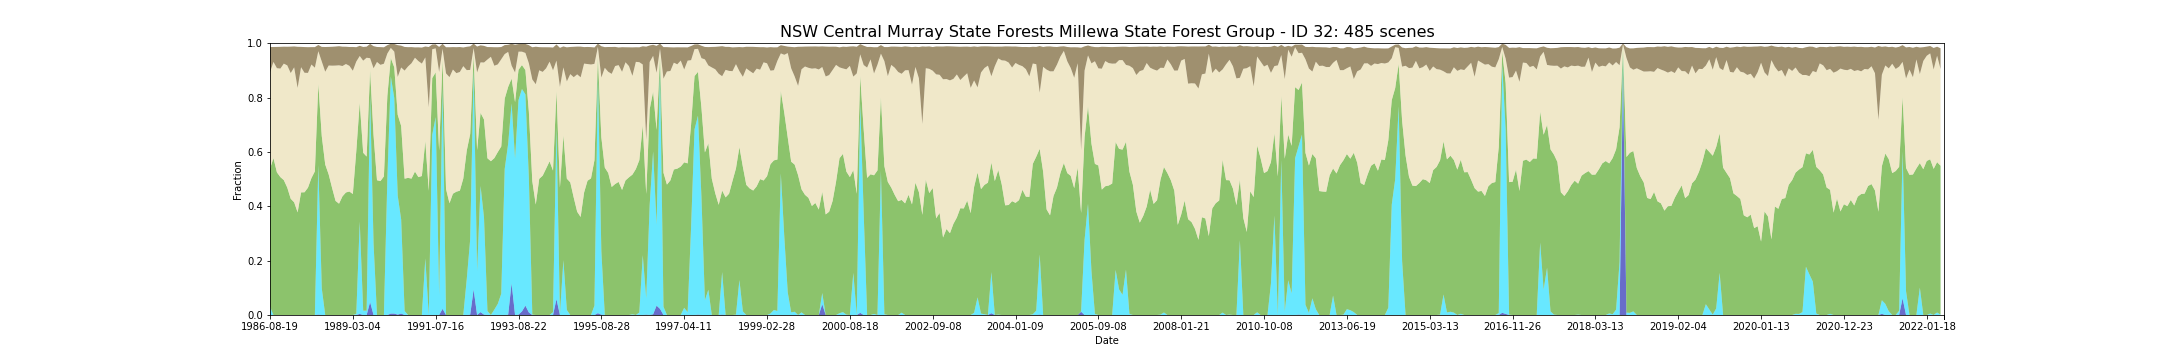 NSW Central Murray State Forests Millewa State Forest Group - ID 32: 485 scenes
1.0
0.8
0.6
0.4
0.2
0.0
Fraction
1986-08-19 1989-03-04 1991-07-16 1993-08-22 1995-08-28 1997-04-11 1999-02-28 2000-08-18 2002-09-08 2004-01-09 2005-09-08 2008-01-21 2010-10-08 2013-06-19 2015-03-13 2016-11-26 2018-03-13 2019-02-04 2020-01-13 2020-12-23 2022-01-18
Date